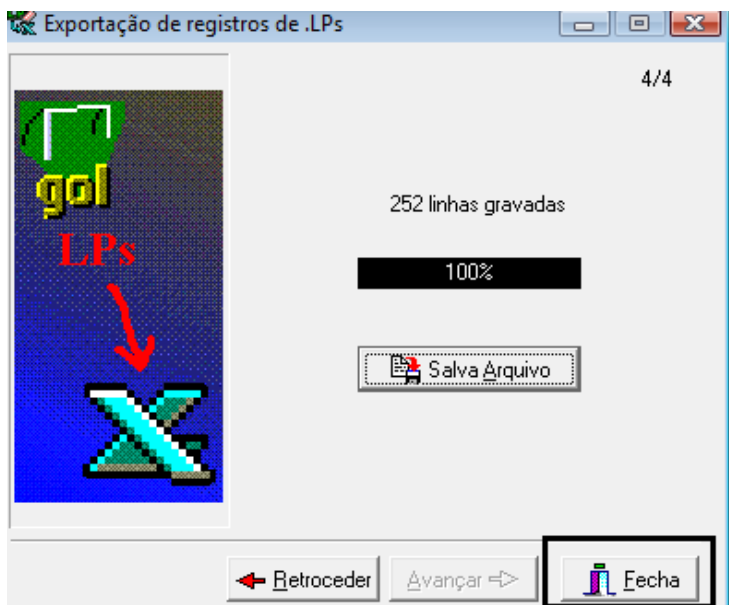 Exportação de registros de .LPs
4/4
gol
LPs
252 linhas gravadas
100%
Salva Arquivo
Retroceder
Avançar
Fecha